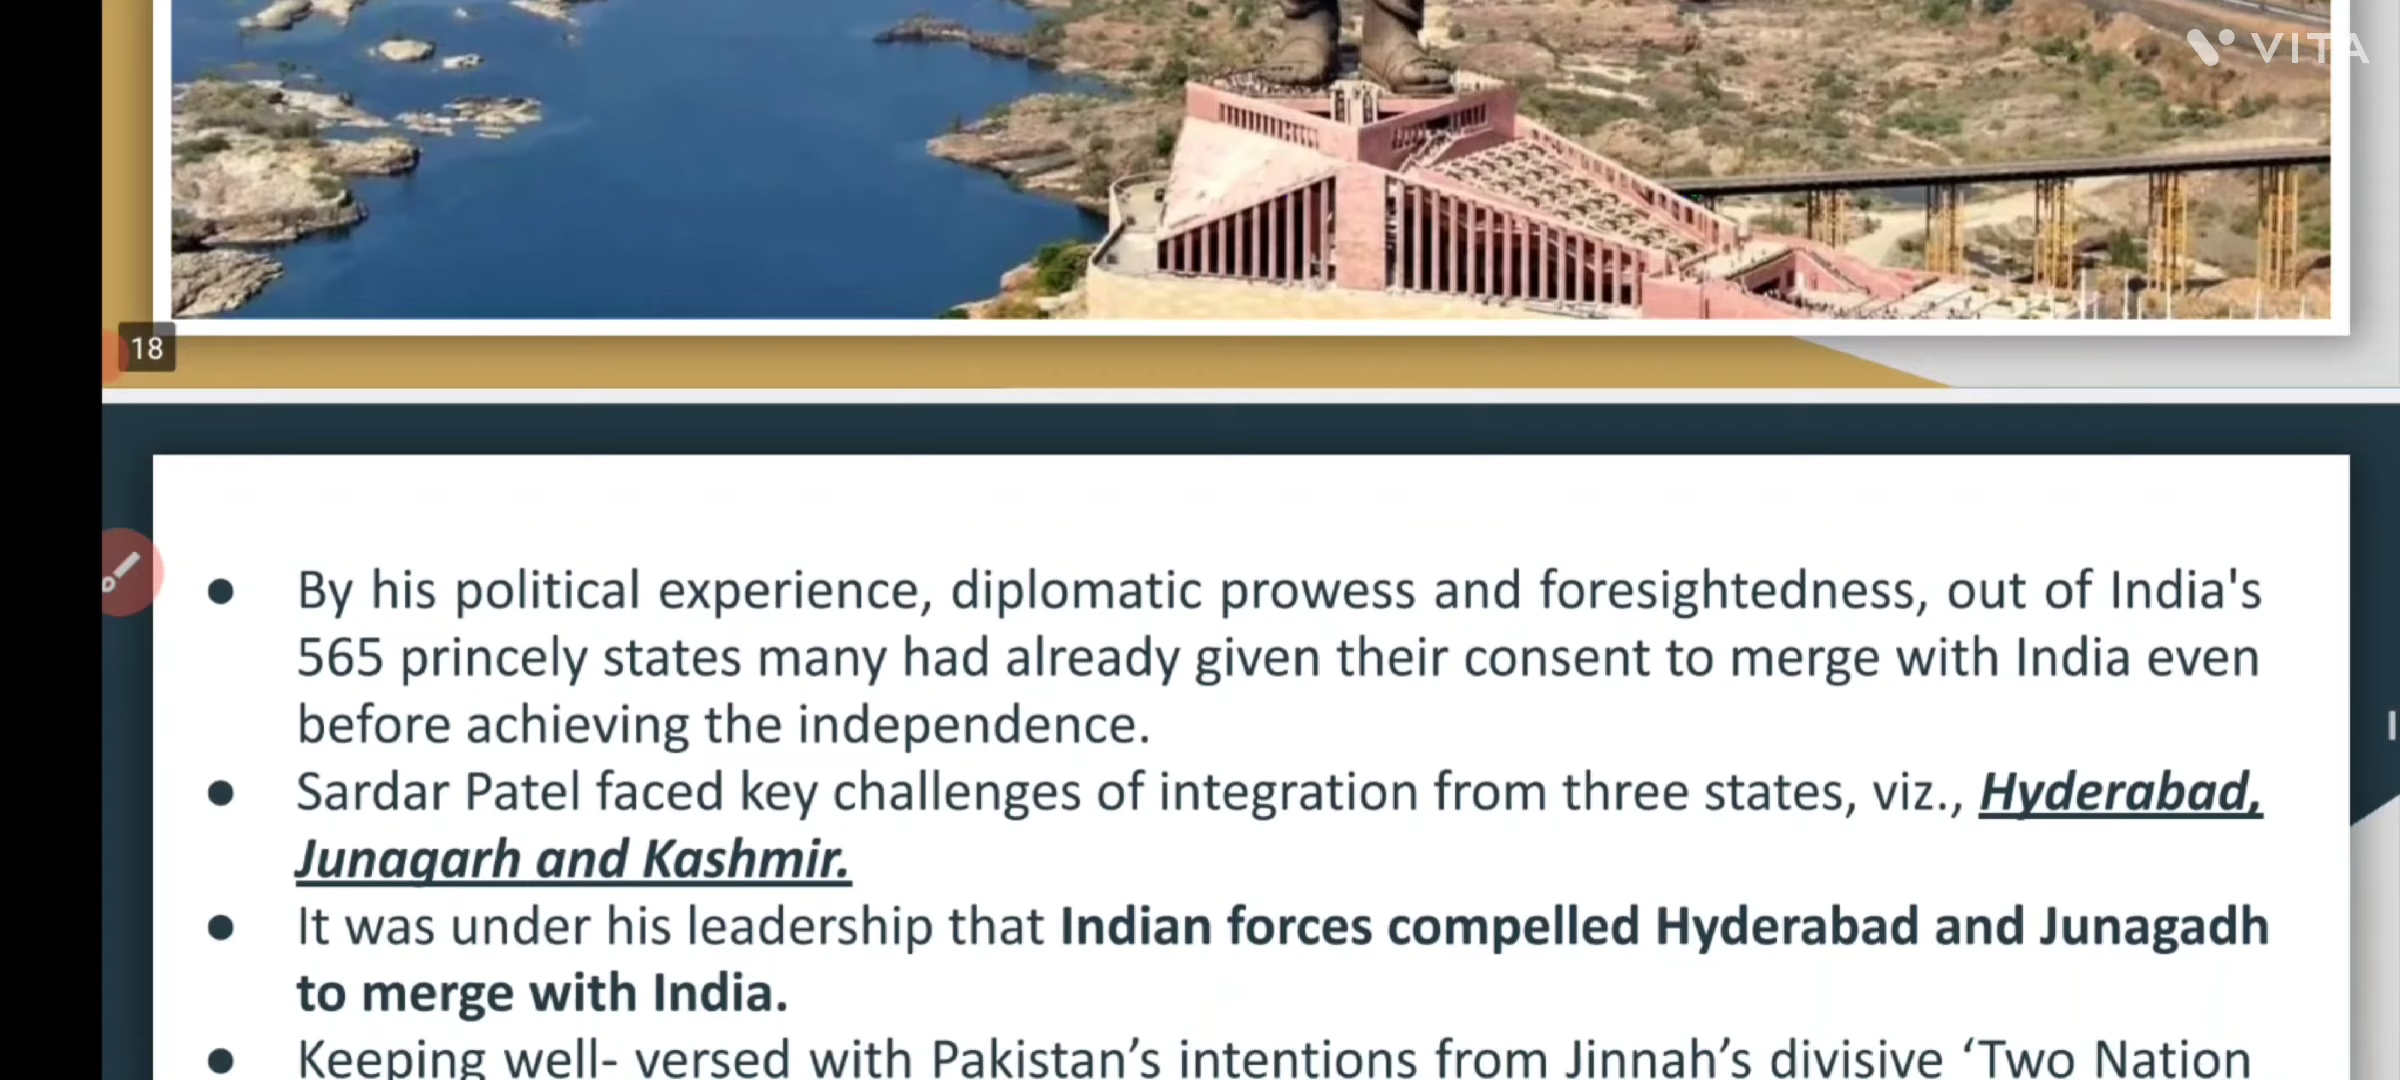 VITA
18
By his political experience, diplomatic prowess and foresightedness, out of India's
565 princely states many had already given their consent to merge with India even
before achieving the independence.
Sardar Patel faced key challenges of integration from three states, viz., Hyderabad,
Junagarh and Kashmir.
It was under his leadership that Indian forces compelled Hyderabad and Junagadh
to merge with India.
Keeping well- versed with Pakistan’s intentions from Jinnah’s divisive ‘Two Nation